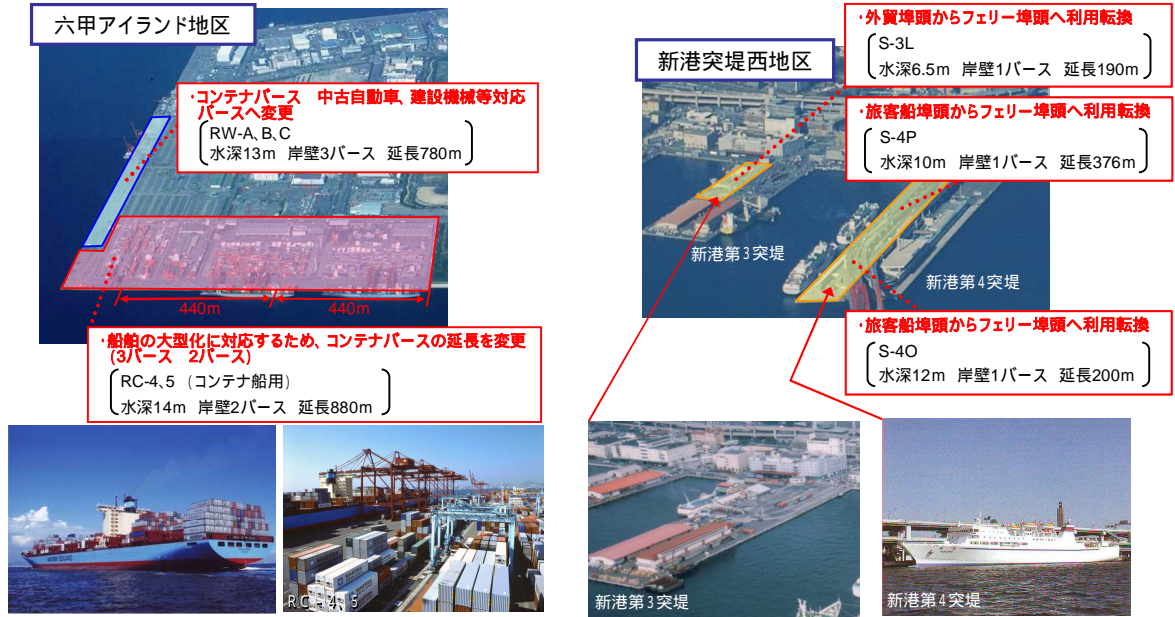 六甲アイランド地区
・コンテナバース　中古自動車、建設機械等対応
バースへ変更
RW-A、B、C
水深13m 岸壁3バース 延長780m
440m 440m
・船舶の大型化に対応するため、コンテナバースの延長を変更
(3バース　2バース)
RC-4、5 (コンテナ船用)
水深14m 岸壁2バース 延長880m
RC-4・5
新港突堤西地区
・外貿埠頭からフェリー埠頭へ利用転換
S-3L
水深6.5m 岸壁1バース 延長190m
・旅客船埠頭からフェリー埠頭へ利用転換
S-4P
水深10m 岸壁1バース 延長376m
新港第3突堤
新港第4突堤
・旅客船埠頭からフェリー埠頭へ利用転換
S-4O
水深12m 岸壁1バース 延長200m
新港第3突堤
新港第4突堤